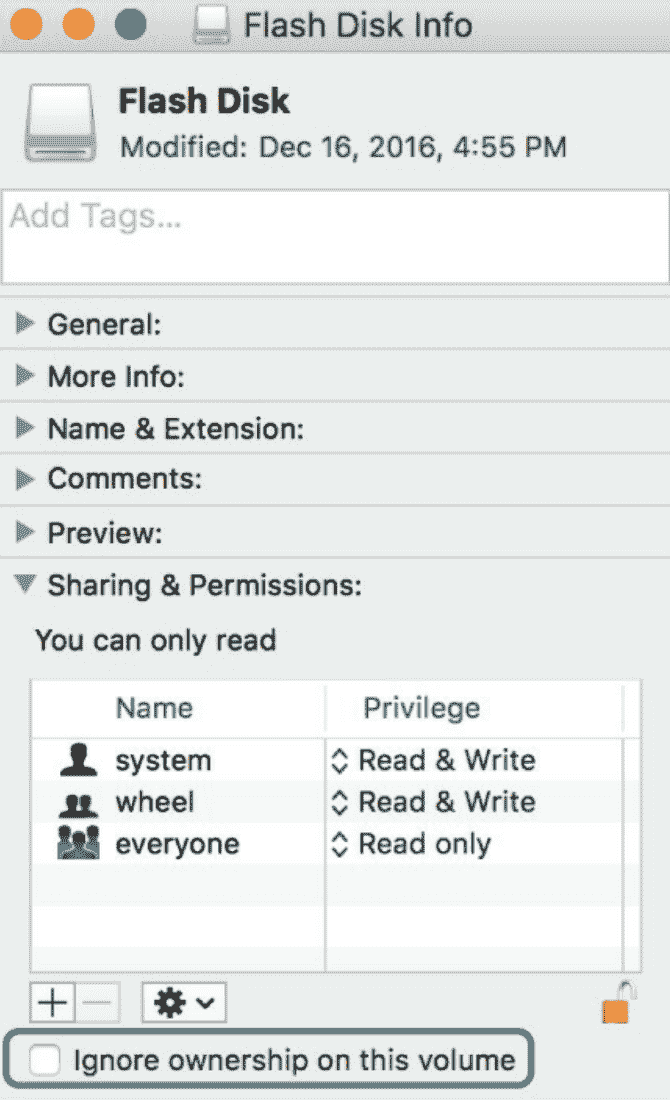 Flash Disk Info
Flash Disk
Modified: Dec 16, 2016, 4:55 PM
Add Tags...
General:
More Info:
Name & Extension:
Comments:
Preview:
Sharing & Permissions:
You can only read
Name Privilege
system Read & Write
wheel Read & Write
everyone Read only
Ignore ownership on this volume